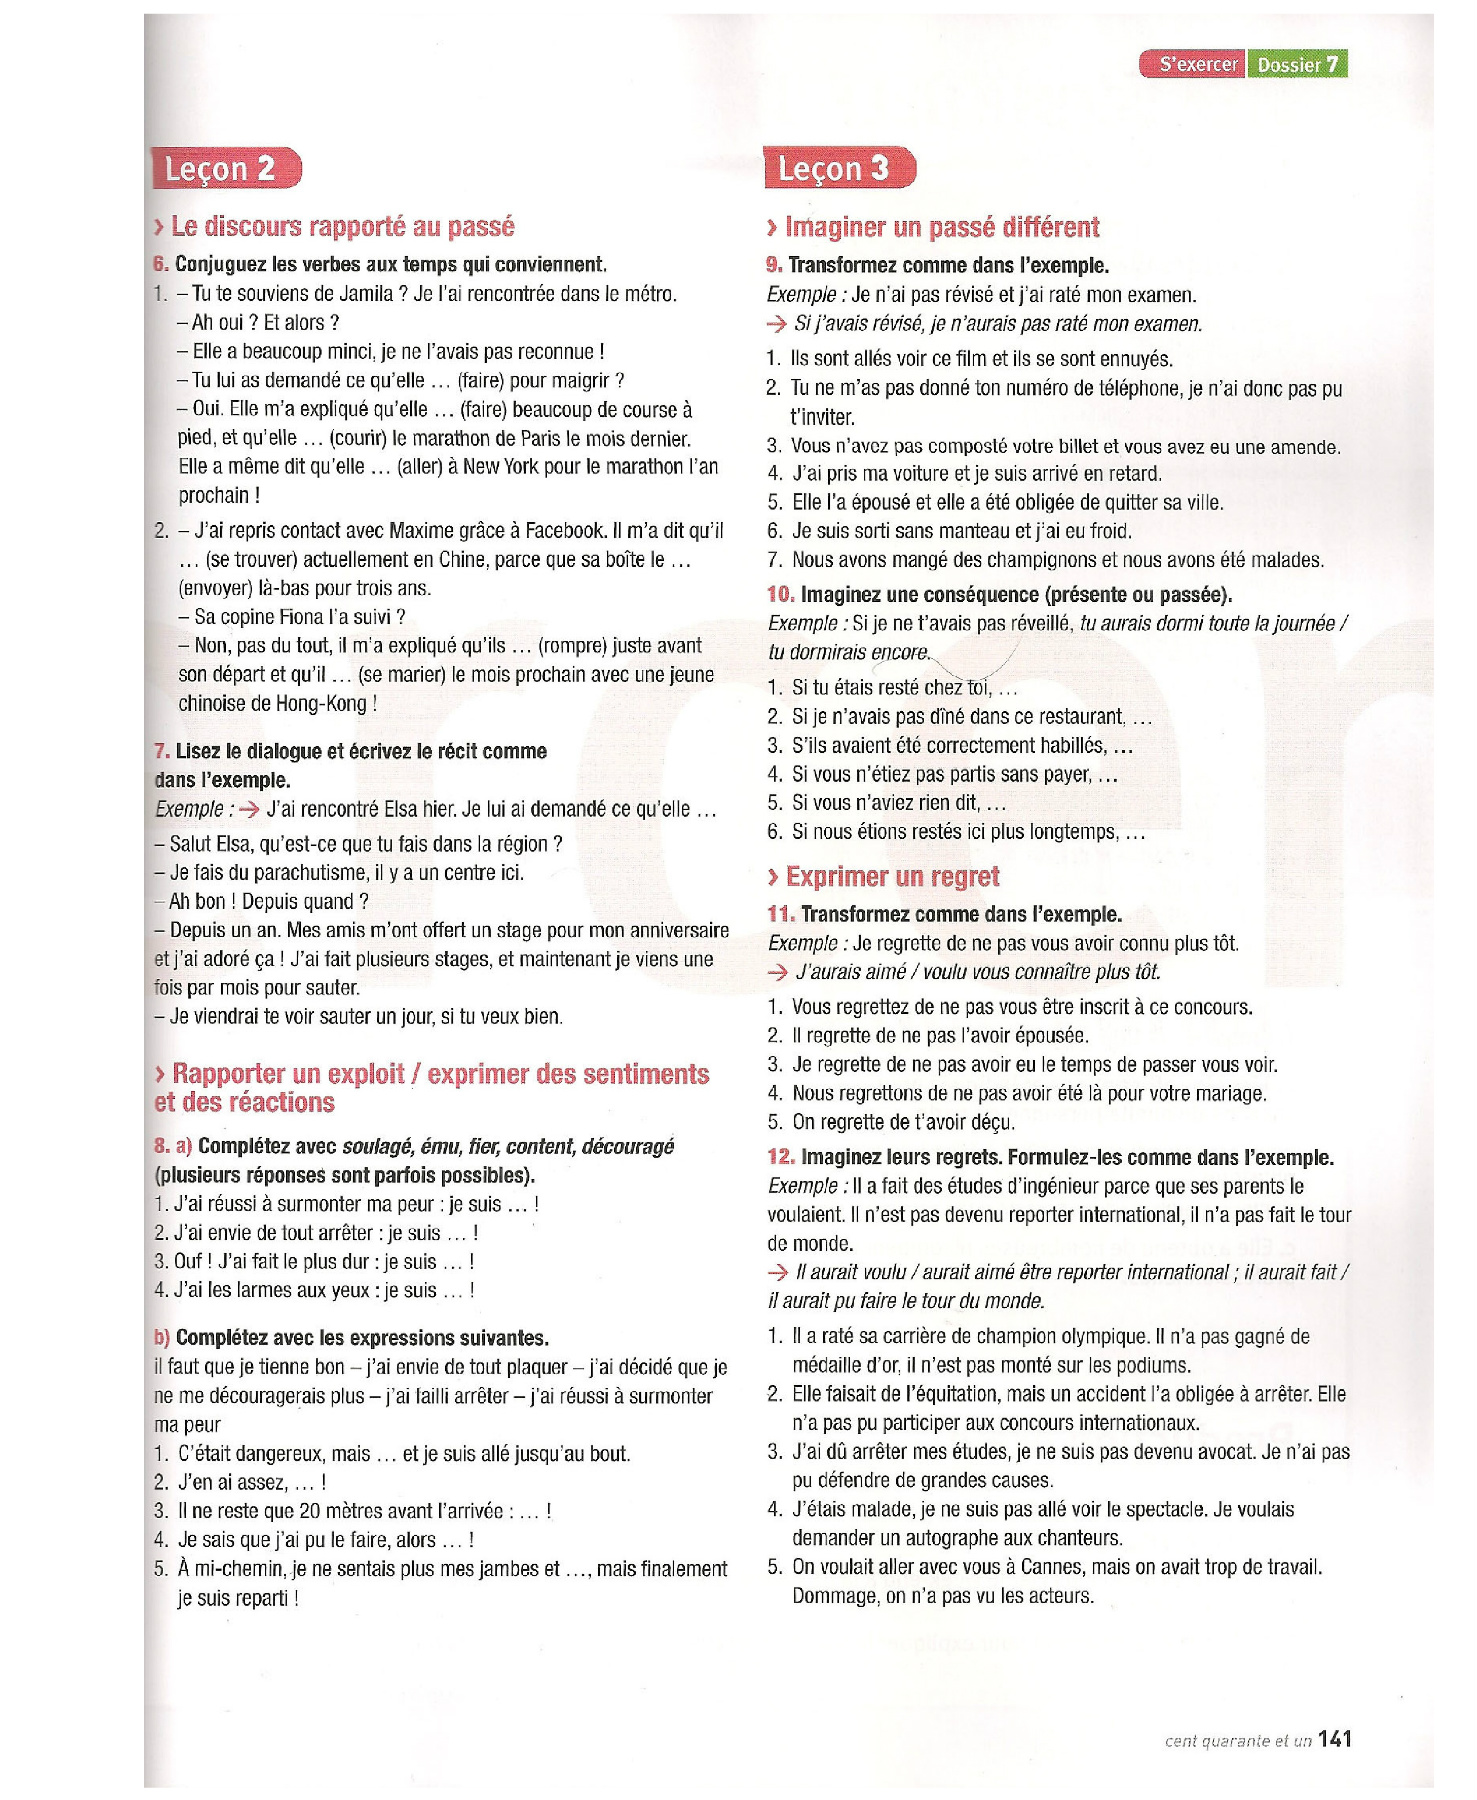 S'exercer Dossier 7
Leçon 2
› Le discours rapporté au passé
6. Conjuguez les verbes aux temps qui conviennent.
1. – Tu te souviens de Jamila ? Je l'ai rencontrée dans le métro.
– Ah oui ? Et alors ?
– Elle a beaucoup minci, je ne l'avais pas reconnue !
– Tu lui as demandé ce qu'elle … (faire) pour maigrir ?
– Oui. Elle m'a expliqué qu'elle … (faire) beaucoup de course à
pied, et qu'elle … (courir) le marathon de Paris le mois dernier.
Elle a même dit qu'elle … (aller) à New York pour le marathon l'an
prochain !
2. – J'ai repris contact avec Maxime grâce à Facebook. Il m'a dit qu'il
… (se trouver) actuellement en Chine, parce que sa boîte le …
(envoyer) là-bas pour trois ans.
– Sa copine Fiona l'a suivi ?
– Non, pas du tout, il m'a expliqué qu'ils … (rompre) juste avant
son départ et qu'il … (se marier) le mois prochain avec une jeune
chinoise de Hong-Kong !
7. Lisez le dialogue et écrivez le récit comme
dans l'exemple.
Exemple : → J'ai rencontré Elsa hier. Je lui ai demandé ce qu'elle …
– Salut Elsa, qu'est-ce que tu fais dans la région ?
– Je fais du parachutisme, il y a un centre ici.
– Ah bon ! Depuis quand ?
– Depuis un an. Mes amis m'ont offert un stage pour mon anniversaire
et j'ai adoré ça ! J'ai fait plusieurs stages, et maintenant je viens une
fois par mois pour sauter.
– Je viendrai te voir sauter un jour, si tu veux bien.
› Rapporter un exploit / exprimer des sentiments
et des réactions
8. a) Complétez avec soulagé, ému, fier, content, découragé
(plusieurs réponses sont parfois possibles).
1. J'ai réussi à surmonter ma peur : je suis … !
2. J'ai envie de tout arrêter : je suis … !
3. Ouf ! J'ai fait le plus dur : je suis … !
4. J'ai les larmes aux yeux : je suis … !
b) Complétez avec les expressions suivantes.
il faut que je tienne bon – j'ai envie de tout plaquer – j'ai décidé que je
ne me découragerais plus – j'ai failli arrêter – j'ai réussi à surmonter
ma peur
1. C'était dangereux, mais … et je suis allé jusqu'au bout.
2. J'en ai assez, … !
3. Il ne reste que 20 mètres avant l'arrivée : … !
4. Je sais que j'ai pu le faire, alors … !
5. À mi-chemin, je ne sentais plus mes jambes et …, mais finalement
je suis reparti !
Leçon 3
› Imaginer un passé différent
9. Transformez comme dans l'exemple.
Exemple : Je n'ai pas révisé et j'ai raté mon examen.
→ Si j'avais révisé, je n'aurais pas raté mon examen.
1. Ils sont allés voir ce film et ils se sont ennuyés.
2. Tu ne m'as pas donné ton numéro de téléphone, je n'ai donc pas pu
t'inviter.
3. Vous n'avez pas composté votre billet et vous avez eu une amende.
4. J'ai pris ma voiture et je suis arrivé en retard.
5. Elle l'a épousé et elle a été obligée de quitter sa ville.
6. Je suis sorti sans manteau et j'ai eu froid.
7. Nous avons mangé des champignons et nous avons été malades.
10. Imaginez une conséquence (présente ou passée).
Exemple : Si je ne t'avais pas réveillé, tu aurais dormi toute la journée /
tu dormirais encore.
1. Si tu étais resté chez toi, …
2. Si je n'avais pas dîné dans ce restaurant, …
3. S'ils avaient été correctement habillés, …
4. Si vous n'étiez pas partis sans payer, …
5. Si vous n'aviez rien dit, …
6. Si nous étions restés ici plus longtemps, …
› Exprimer un regret
11. Transformez comme dans l'exemple.
Exemple : Je regrette de ne pas vous avoir connu plus tôt.
→ J'aurais aimé / voulu vous connaître plus tôt.
1. Vous regrettez de ne pas vous être inscrit à ce concours.
2. Il regrette de ne pas l'avoir épousée.
3. Je regrette de ne pas avoir eu le temps de passer vous voir.
4. Nous regrettons de ne pas avoir été là pour votre mariage.
5. On regrette de t'avoir déçu.
12. Imaginez leurs regrets. Formulez-les comme dans l'exemple.
Exemple : Il a fait des études d'ingénieur parce que ses parents le
voulaient. Il n'est pas devenu reporter international, il n'a pas fait le tour
de monde.
→ Il aurait voulu / aurait aimé être reporter international ; il aurait fait /
il aurait pu faire le tour du monde.
1. Il a raté sa carrière de champion olympique. Il n'a pas gagné de
médaille d'or, il n'est pas monté sur les podiums.
2. Elle faisait de l'équitation, mais un accident l'a obligée à arrêter. Elle
n'a pas pu participer aux concours internationaux.
3. J'ai dû arrêter mes études, je ne suis pas devenu avocat. Je n'ai pas
pu défendre de grandes causes.
4. J'étais malade, je ne suis pas allé voir le spectacle. Je voulais
demander un autographe aux chanteurs.
5. On voulait aller avec vous à Cannes, mais on avait trop de travail.
Dommage, on n'a pas vu les acteurs.
cent quarante et un 141